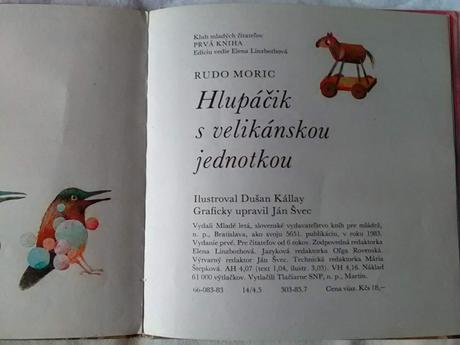 Klub mladých čitateľov
PRVÁ KNIHA
Edíciu vedie Elena Linzbothová
RUDO MORIC
Hlupáčik
s velikánskou
jednotkou
Ilustroval Dušan Kállay
Graficky upravil Ján Švec
Vydali Mladé letá, slovenské vydavateľstvo kníh pre mládež,
n. p., Bratislava, ako svoju 5651. publikáciu, v roku 1983.
Vydanie prvé. Pre čitateľov od 6 rokov. Zodpovedná redaktorka
Elena Linzbothová. Jazyková redaktorka Oľga Rovenská.
Výtvarný redaktor Ján Švec. Technická redaktorka Mária
Štepková. AH 4,07 (text 1,04, ilustr. 3,03). VH 4,16. Náklad
61 000 výtlačkov. Vytlačili Tlačiarne SNP, n. p., Martin.
66-083-83 14/4.5 503-85.7 Cena viaz. Kčs 18,–